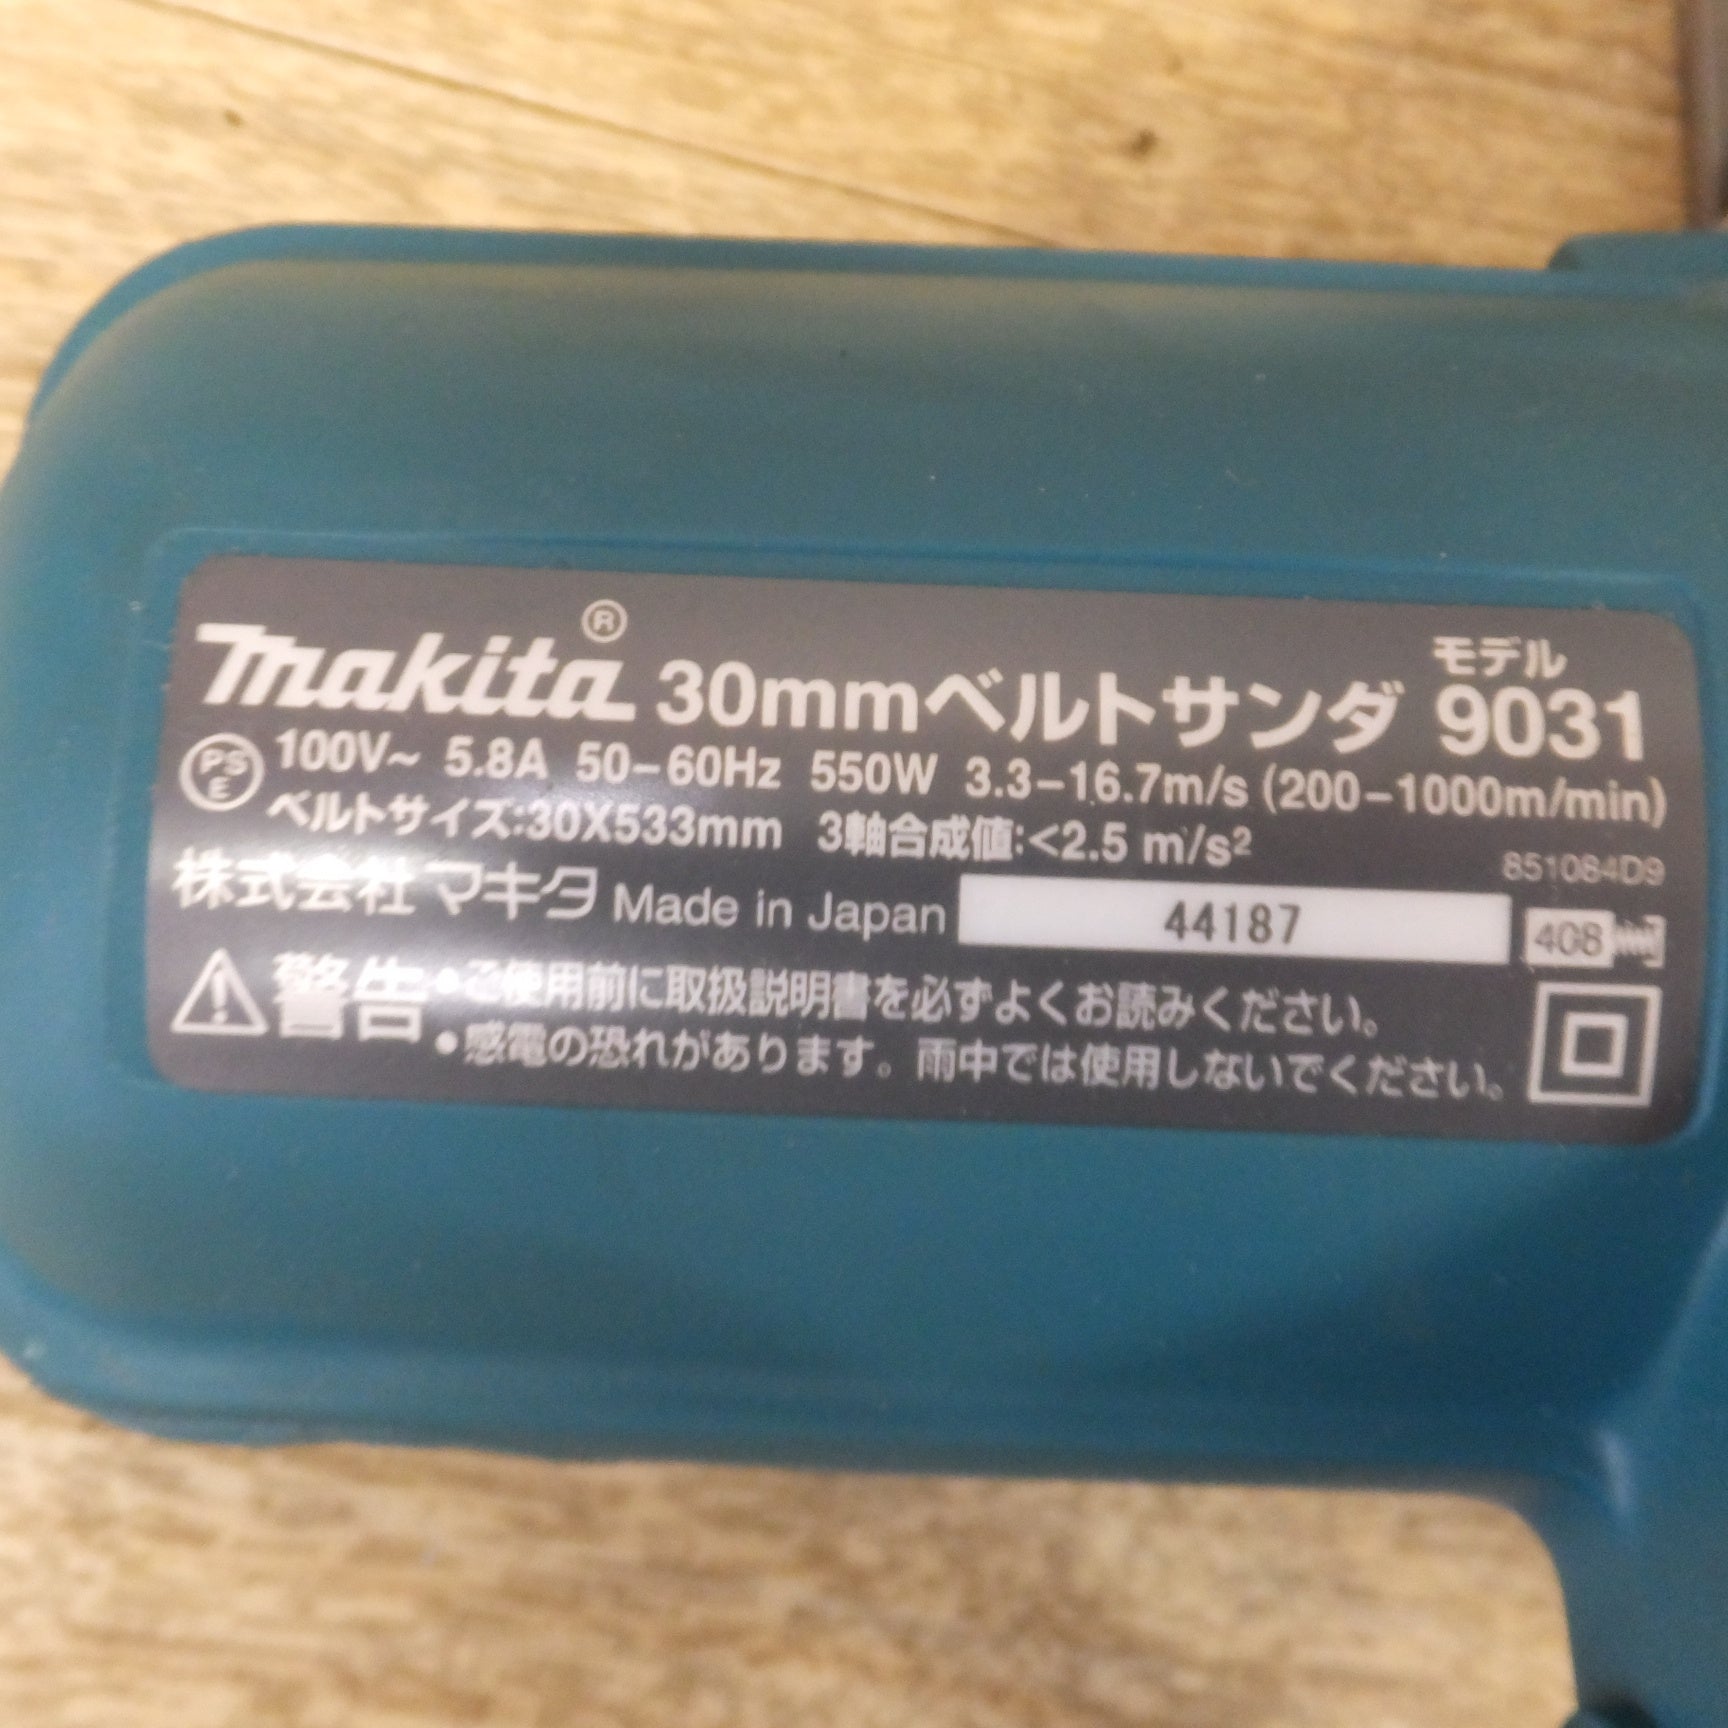 makita® 30mmベルトサンダ モデル 9031
PSE 100V~ 5.8A 50-60Hz 550W 3.3-16.7m/s (200-1000m/min)
ベルトサイズ:30X533mm 3軸合成値:<2.5 m/s²
851084D9
株式会社マキタ Made in Japan 44187 408
警告 •ご使用前に取扱説明書を必ずよくお読みください。
•感電の恐れがあります。雨中では使用しないでください。